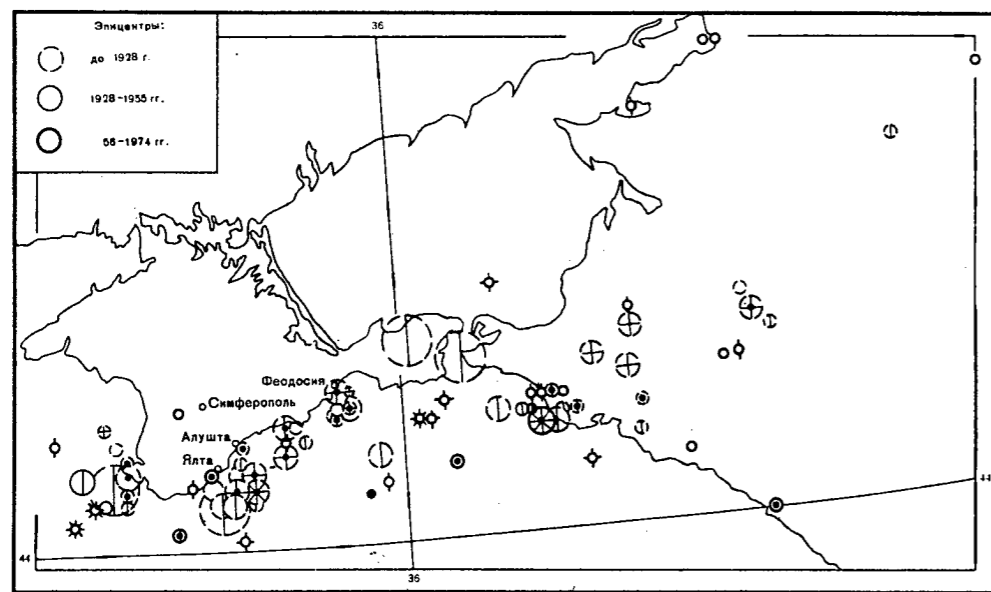 Эпицентры:
до 1928 г.
1928-1955 гг.
56-1974 гг.
36
Феодосия
Симферополь
Алушта
Ялта
44
44
36